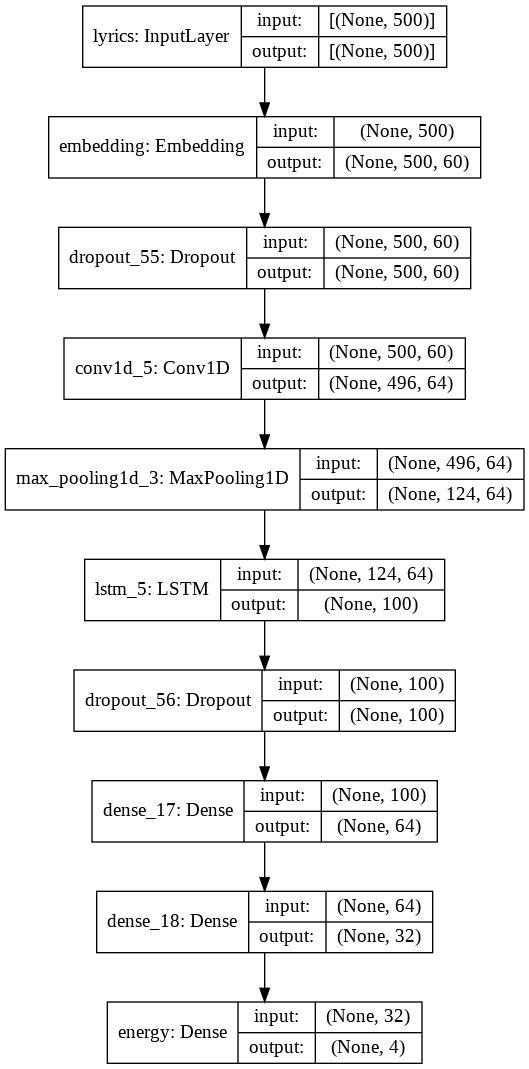 lyrics: InputLayer
input:
[(None, 500)]
output:
[(None, 500)]
embedding: Embedding
input:
(None, 500)
output:
(None, 500, 60)
dropout_55: Dropout
input:
(None, 500, 60)
output:
(None, 500, 60)
conv1d_5: Conv1D
input:
(None, 500, 60)
output:
(None, 496, 64)
max_pooling1d_3: MaxPooling1D
input:
(None, 496, 64)
output:
(None, 124, 64)
lstm_5: LSTM
input:
(None, 124, 64)
output:
(None, 100)
dropout_56: Dropout
input:
(None, 100)
output:
(None, 100)
dense_17: Dense
input:
(None, 100)
output:
(None, 64)
dense_18: Dense
input:
(None, 64)
output:
(None, 32)
energy: Dense
input:
(None, 32)
output:
(None, 4)